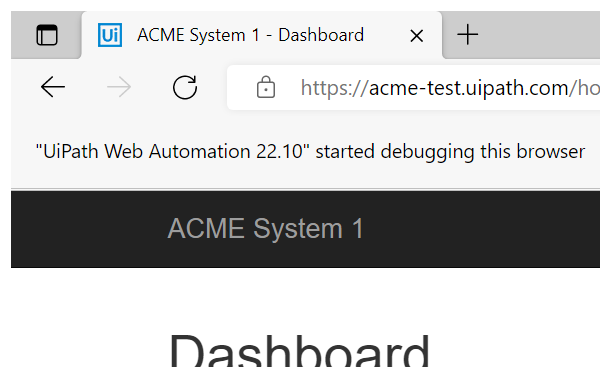 Ui ACME System 1 - Dashboard
https://acme-test.uipath.com/ho
"UiPath Web Automation 22.10" started debugging this browser
ACME System 1
Dashboard